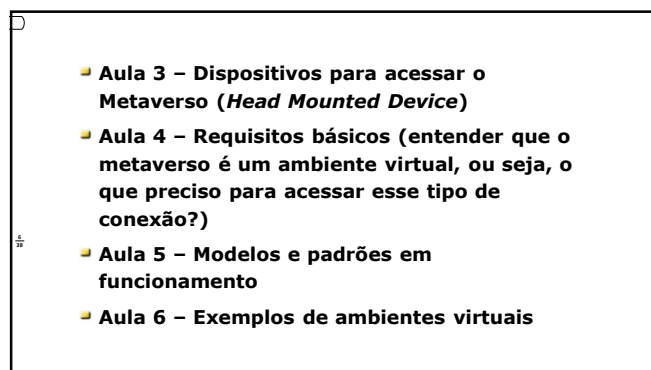 Aula 3 – Dispositivos para acessar o
Metaverso (Head Mounted Device)
Aula 4 – Requisitos básicos (entender que o
metaverso é um ambiente virtual, ou seja, o
que preciso para acessar esse tipo de
conexão?)
6
38
Aula 5 – Modelos e padrões em
funcionamento
Aula 6 – Exemplos de ambientes virtuais